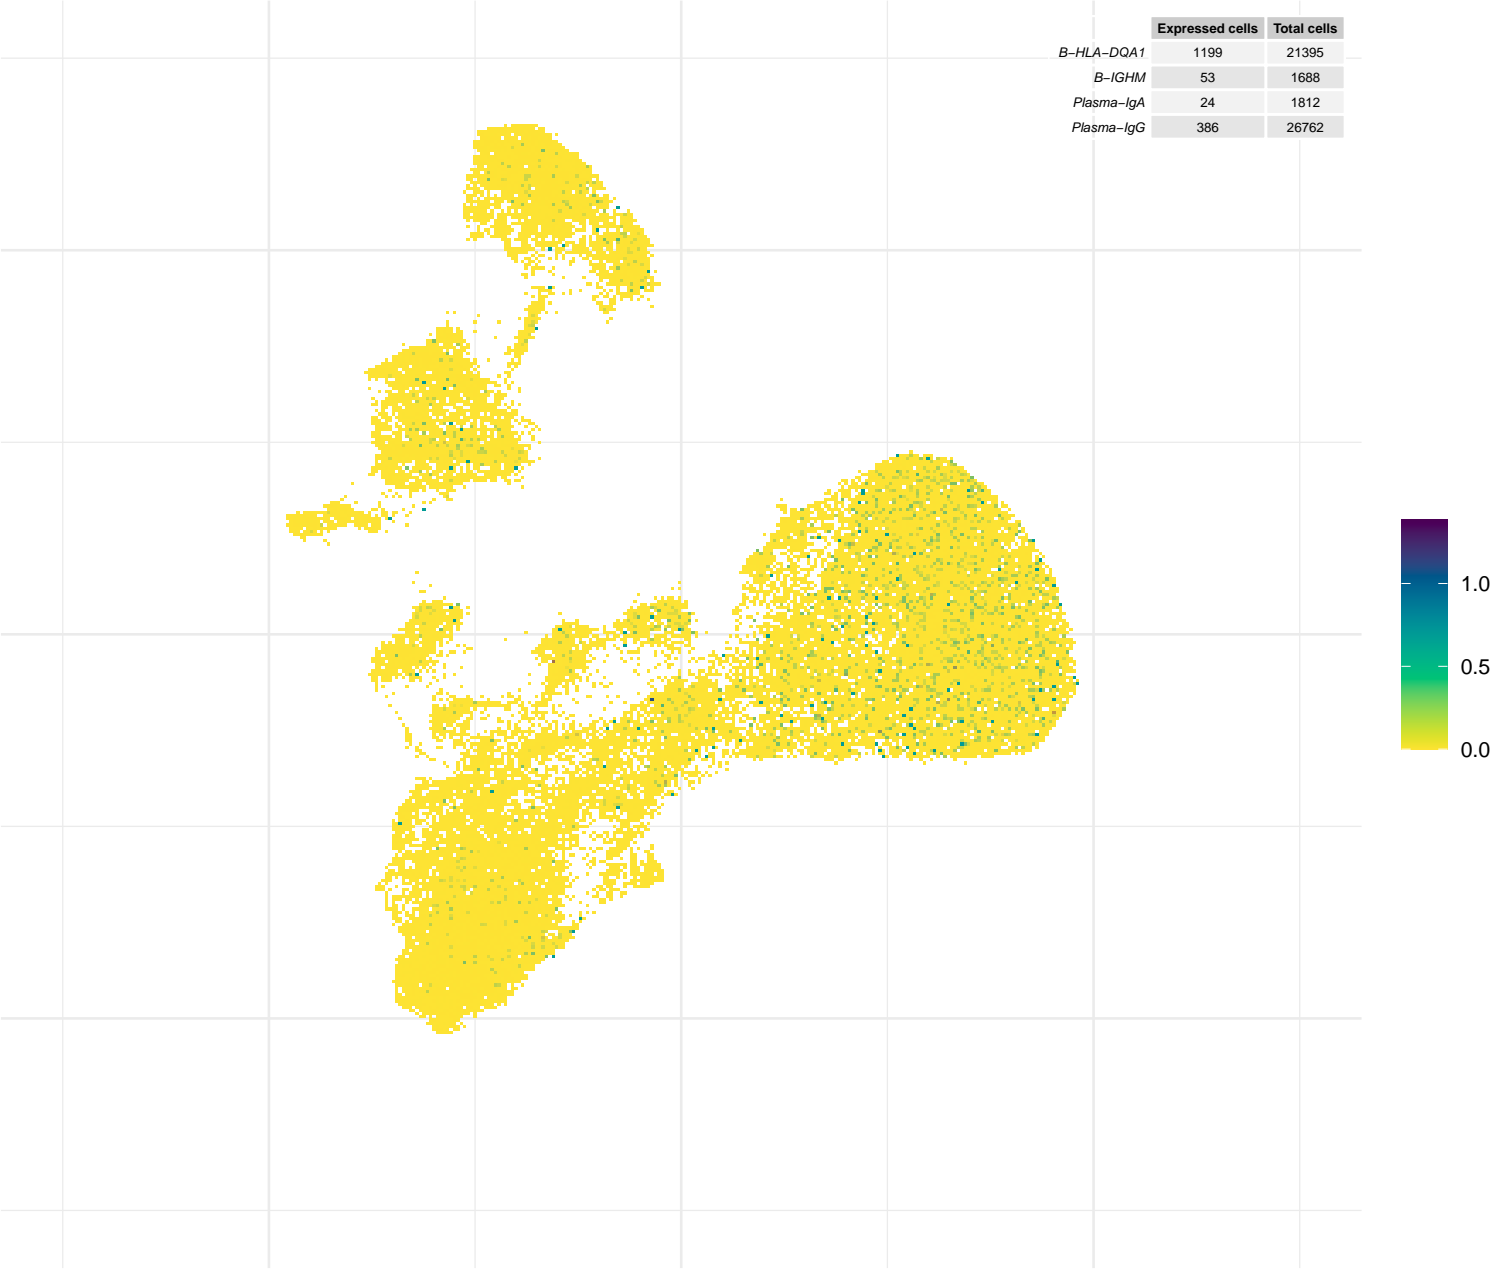 Expressed cells Total cells
B−HLA−DQA1 1199 21395
B−IGHM 53 1688
Plasma−IgA 24 1812
Plasma−IgG 386 26762
1.0
0.5
0.0